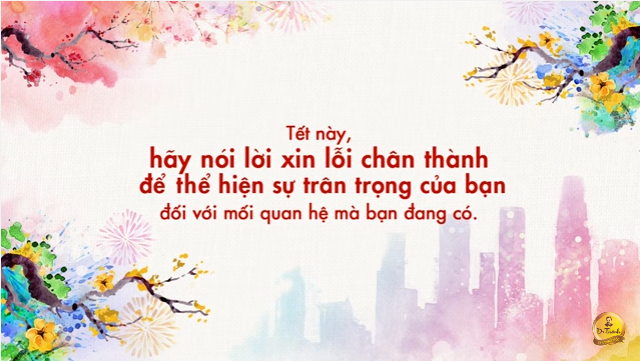 Tết này,
hãy nói lời xin lỗi chân thành
để thể hiện sự trân trọng của bạn
đối với mối quan hệ mà bạn đang có.